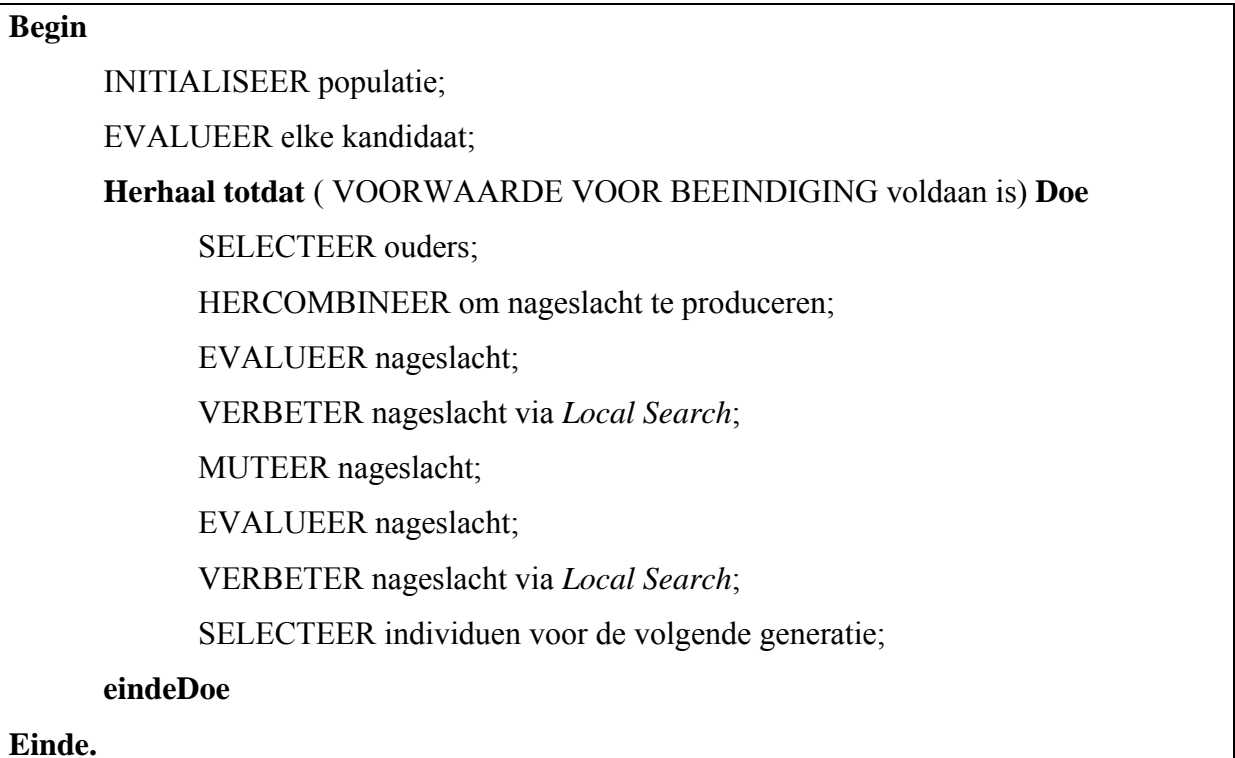 Begin
INITIALISEER populatie;
EVALUEER elke kandidaat;
Herhaal totdat ( VOORWAARDE VOOR BEEINDIGING voldaan is) Doe
SELECTEER ouders;
HERCOMBINEER om nageslacht te produceren;
EVALUEER nageslacht;
VERBETER nageslacht via Local Search;
MUTEER nageslacht;
EVALUEER nageslacht;
VERBETER nageslacht via Local Search;
SELECTEER individuen voor de volgende generatie;
eindeDoe
Einde.